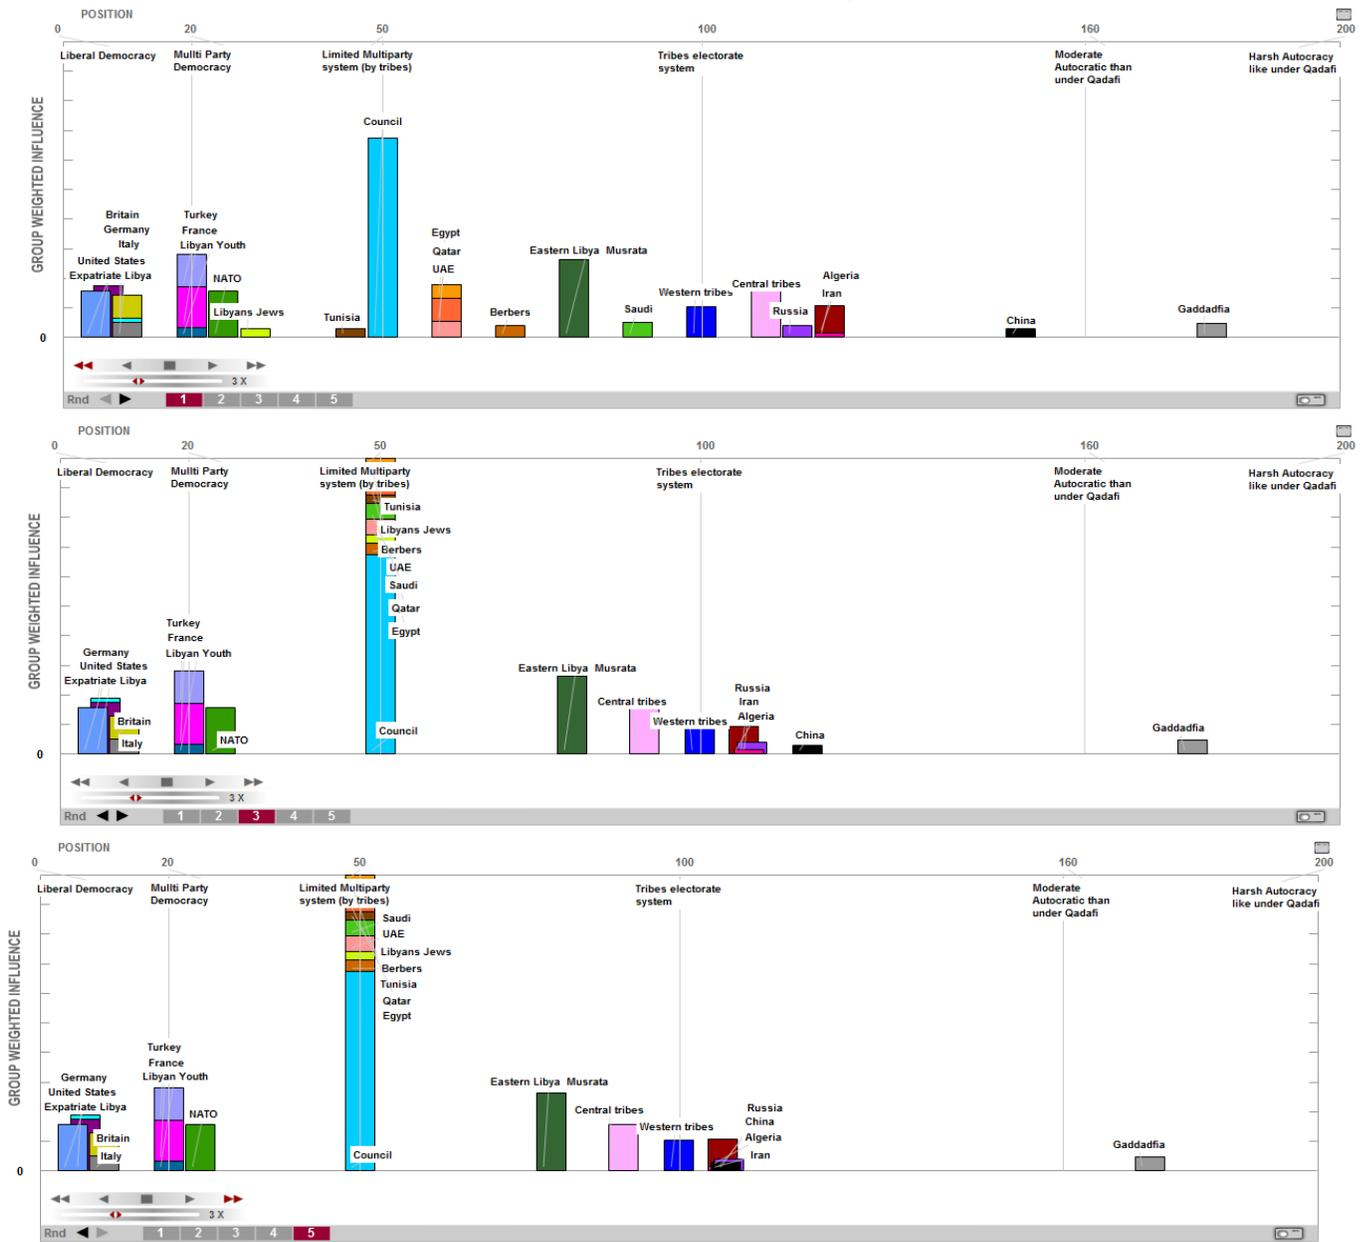 POSITION
0 20 50 100 160 200
Liberal Democracy
Mullti Party
Democracy
Limited Multiparty
system (by tribes)
Tribes electorate
system
Moderate
Autocratic than
under Qadafi
Harsh Autocracy
like under Qadafi
GROUP WEIGHTED INFLUENCE
Council
Britain
Germany
Italy
United States
Expatriate Libya
Turkey
France
Libyan Youth
NATO
Libyans Jews
Tunisia
Egypt
Qatar
UAE
Berbers
Eastern Libya Musrata
Saudi
Western tribes
Central tribes
Russia
Algeria
Iran
China
Gaddadfia
0
3 X
Rnd 1 2 3 4 5
POSITION
0 20 50 100 160 200
Liberal Democracy
Mullti Party
Democracy
Limited Multiparty
system (by tribes)
Tribes electorate
system
Moderate
Autocratic than
under Qadafi
Harsh Autocracy
like under Qadafi
GROUP WEIGHTED INFLUENCE
Tunisia
Libyans Jews
Berbers
UAE
Saudi
Qatar
Egypt
Council
Germany
United States
Expatriate Libya
Britain
Italy
Turkey
France
Libyan Youth
NATO
Eastern Libya Musrata
Central tribes
Western tribes
Russia
Iran
Algeria
China
Gaddadfia
0
3 X
Rnd 1 2 3 4 5
POSITION
0 20 50 100 160 200
Liberal Democracy
Mullti Party
Democracy
Limited Multiparty
system (by tribes)
Tribes electorate
system
Moderate
Autocratic than
under Qadafi
Harsh Autocracy
like under Qadafi
GROUP WEIGHTED INFLUENCE
Saudi
UAE
Libyans Jews
Berbers
Tunisia
Qatar
Egypt
Council
Germany
United States
Expatriate Libya
Britain
Italy
Turkey
France
Libyan Youth
NATO
Eastern Libya Musrata
Central tribes
Western tribes
Russia
China
Algeria
Iran
Gaddadfia
0
3 X
Rnd 1 2 3 4 5